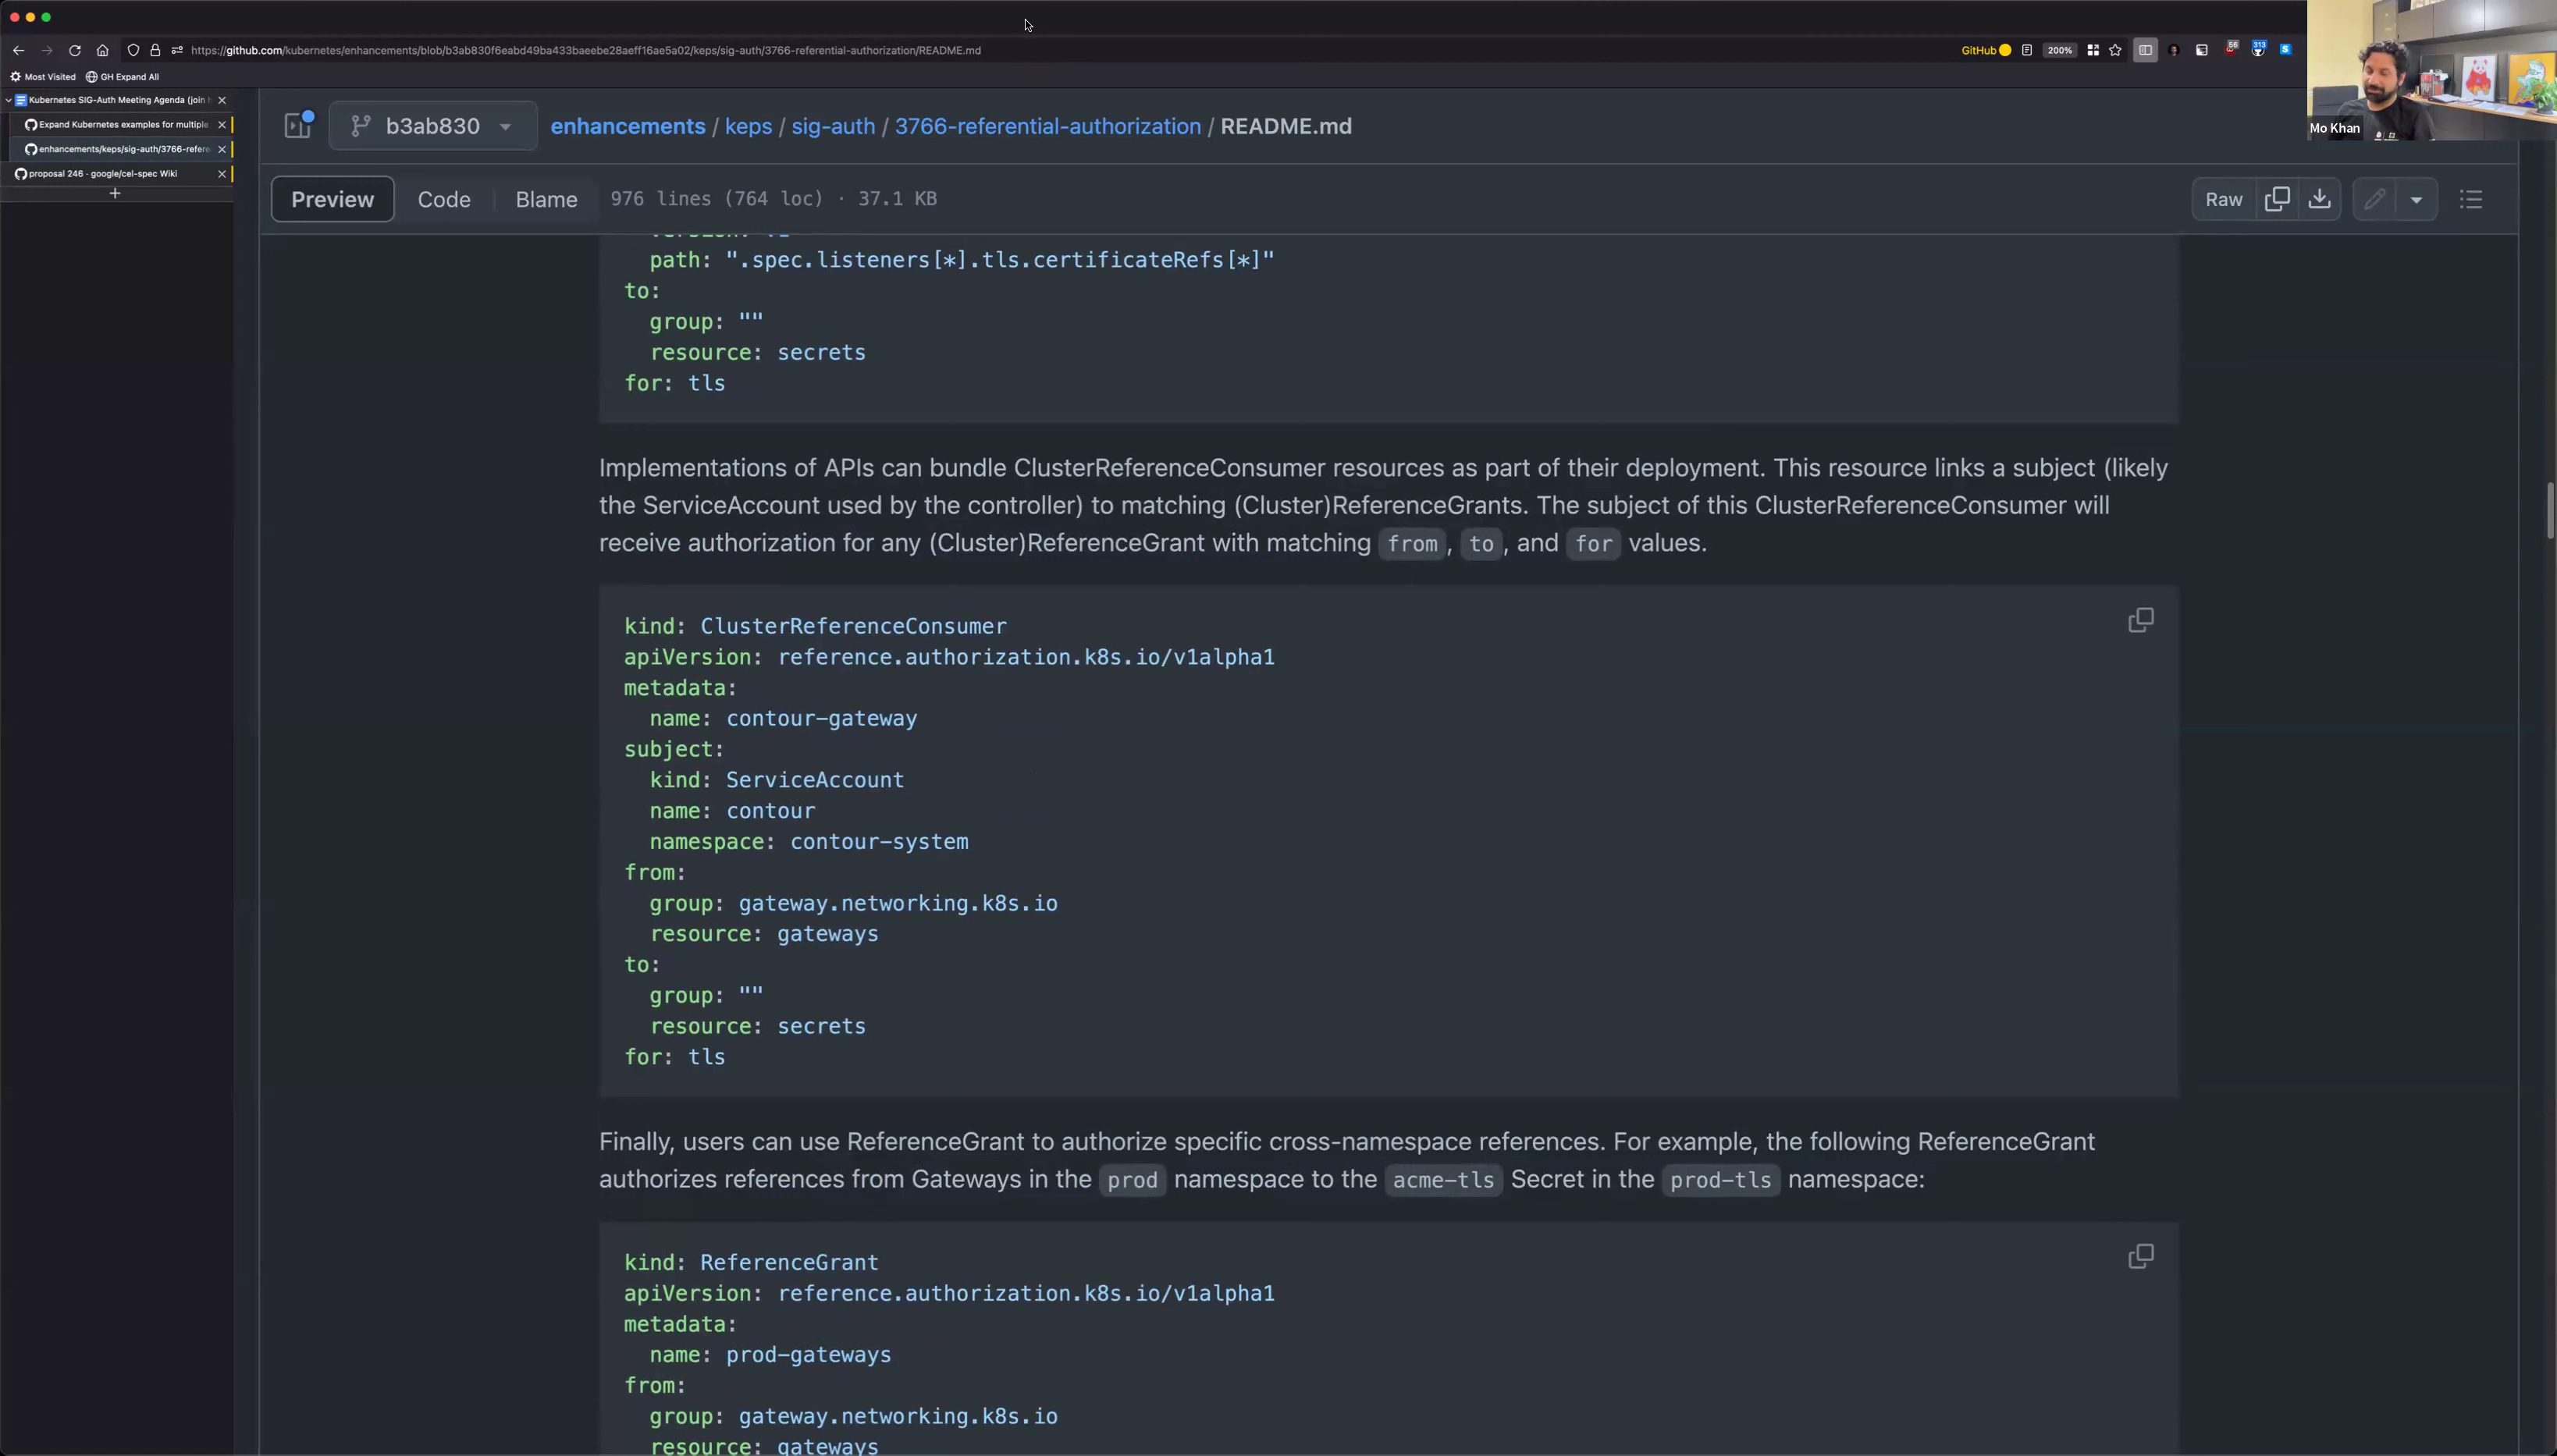 https://github.com/kubernetes/enhancements/blob/b3ab830f6eabd49ba433baeebe28aeff16ae5a02/keps/sig-auth/3766-referential-authorization/README.md
GitHub
200%
56
313
Most Visited
GH Expand All
Kubernetes SIG-Auth Meeting Agenda (join
Expand Kubernetes examples for multiple
enhancements/keps/sig-auth/3766-refere
proposal 246 - google/cel-spec Wiki
Mo Khan
b3ab830
enhancements / keps / sig-auth / 3766-referential-authorization / README.md
Preview Code Blame 976 lines (764 loc) · 37.1 KB
Raw
path: ".spec.listeners[*].tls.certificateRefs[*]"
to:
group: ""
resource: secrets
for: tls
Implementations of APIs can bundle ClusterReferenceConsumer resources as part of their deployment. This resource links a subject (likely
the ServiceAccount used by the controller) to matching (Cluster)ReferenceGrants. The subject of this ClusterReferenceConsumer will
receive authorization for any (Cluster)ReferenceGrant with matching from, to, and for values.
kind: ClusterReferenceConsumer
apiVersion: reference.authorization.k8s.io/v1alpha1
metadata:
name: contour-gateway
subject:
kind: ServiceAccount
name: contour
namespace: contour-system
from:
group: gateway.networking.k8s.io
resource: gateways
to:
group: ""
resource: secrets
for: tls
Finally, users can use ReferenceGrant to authorize specific cross-namespace references. For example, the following ReferenceGrant
authorizes references from Gateways in the prod namespace to the acme-tls Secret in the prod-tls namespace:
kind: ReferenceGrant
apiVersion: reference.authorization.k8s.io/v1alpha1
metadata:
name: prod-gateways
from:
group: gateway.networking.k8s.io
resource: gateways